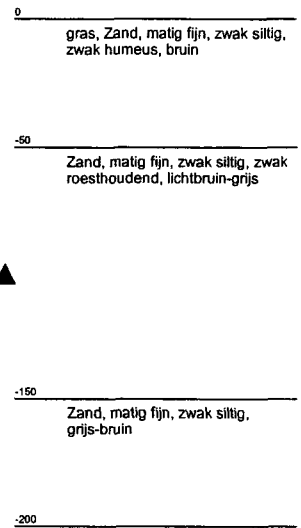 0
gras, Zand, matig fijn, zwak siltig,
zwak humeus, bruin
-50
Zand, matig fijn, zwak siltig, zwak
roesthoudend, lichtbruin-grijs
-150
Zand, matig fijn, zwak siltig,
grijs-bruin
-200